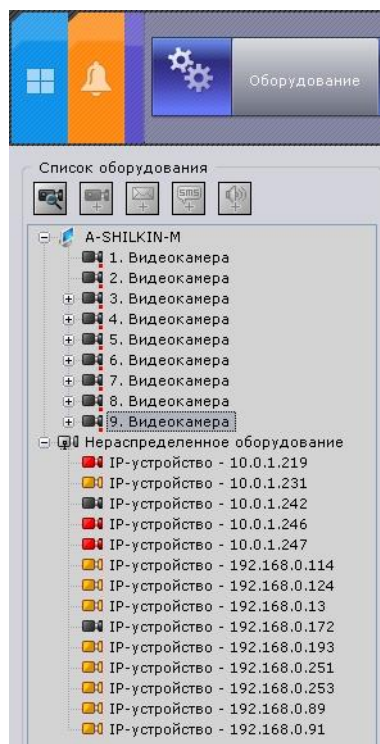 Оборудование
Список оборудования
SMS
A-SHILKIN-M
1. Видеокамера
2. Видеокамера
3. Видеокамера
4. Видеокамера
5. Видеокамера
6. Видеокамера
7. Видеокамера
8. Видеокамера
9. Видеокамера
Нераспределенное оборудование
IP-устройство - 10.0.1.219
IP-устройство - 10.0.1.231
IP-устройство - 10.0.1.242
IP-устройство - 10.0.1.246
IP-устройство - 10.0.1.247
IP-устройство - 192.168.0.114
IP-устройство - 192.168.0.124
IP-устройство - 192.168.0.13
IP-устройство - 192.168.0.172
IP-устройство - 192.168.0.193
IP-устройство - 192.168.0.251
IP-устройство - 192.168.0.253
IP-устройство - 192.168.0.89
IP-устройство - 192.168.0.91